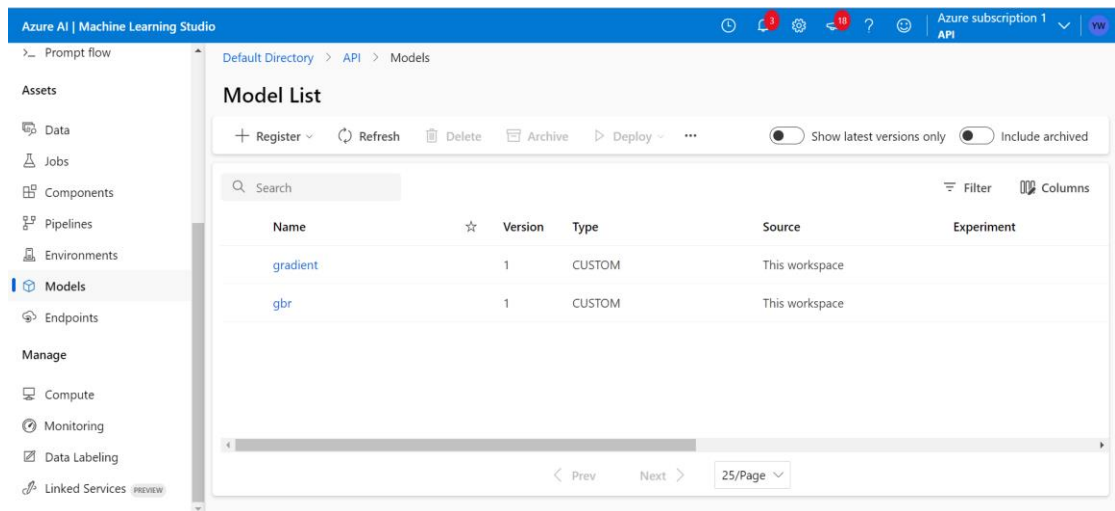 Azure AI | Machine Learning Studio
3
18
?
Azure subscription 1
API
YW
>_ Prompt flow
Assets
Data
Jobs
Components
Pipelines
Environments
Models
Endpoints
Manage
Compute
Monitoring
Data Labeling
Linked Services PREVIEW
Default Directory > API > Models
Model List
+ Register Refresh Delete Archive Deploy ... Show latest versions only Include archived
Search Filter Columns
Name Version Type Source Experiment
gradient 1 CUSTOM This workspace
gbr 1 CUSTOM This workspace
< Prev Next > 25/Page